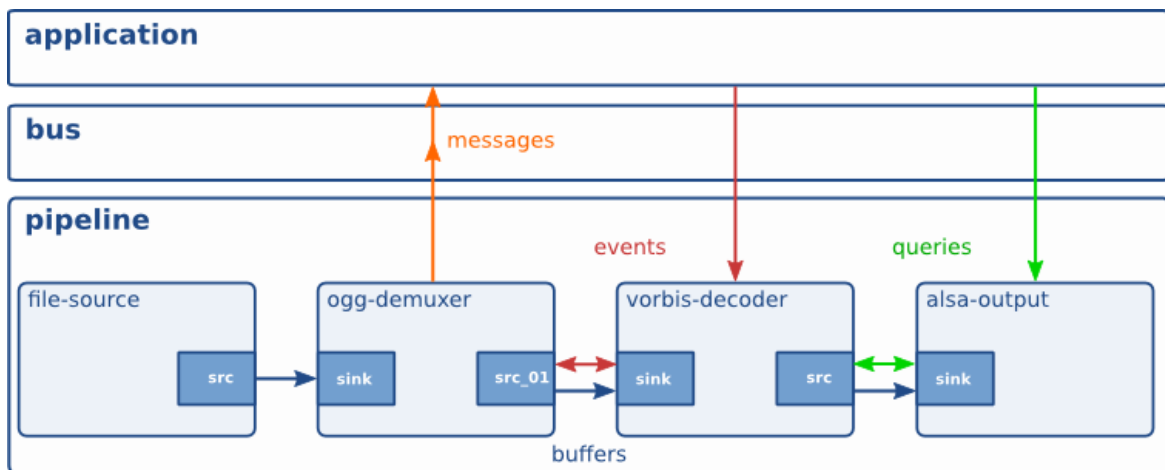 application
bus
messages
pipeline
events
queries
file-source
ogg-demuxer
vorbis-decoder
alsa-output
src
sink
src_01
sink
src
sink
buffers